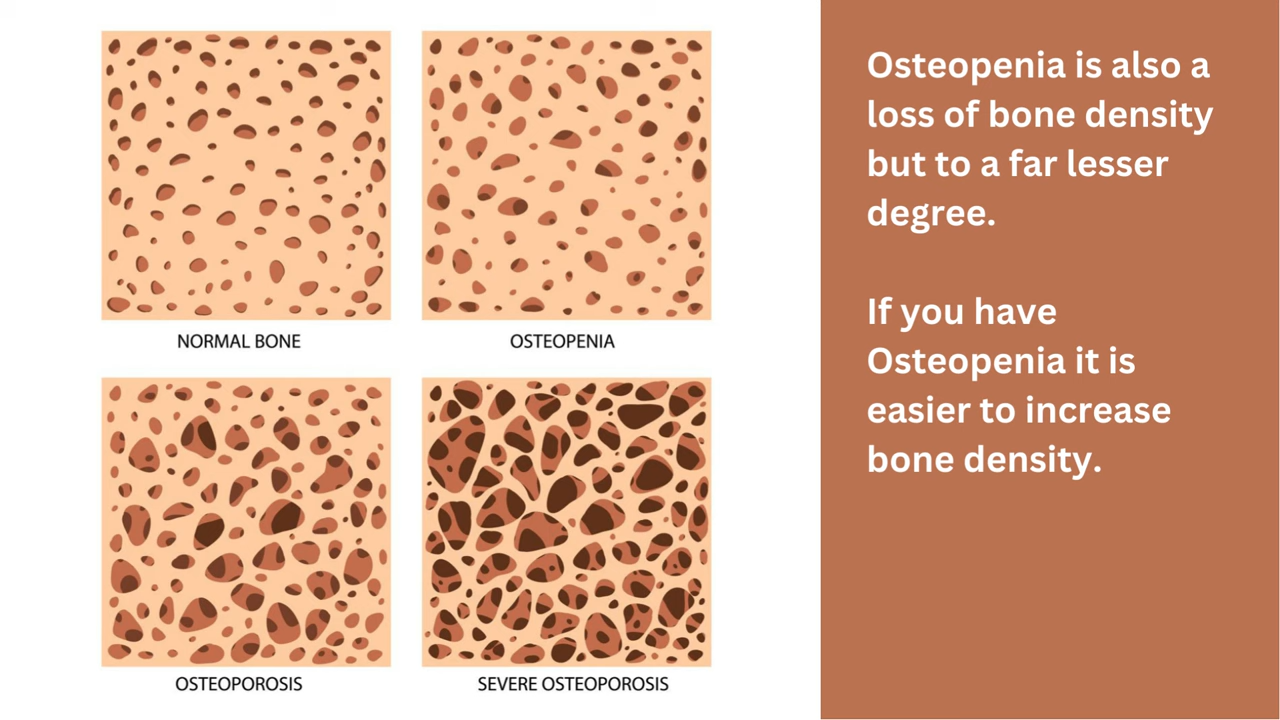 NORMAL BONE
OSTEOPENIA
OSTEOPOROSIS
SEVERE OSTEOPOROSIS
Osteopenia is also a
loss of bone density
but to a far lesser
degree.
If you have
Osteopenia it is
easier to increase
bone density.